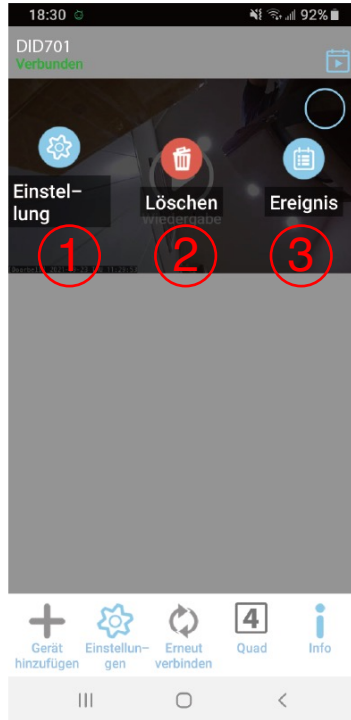 18:30 92%
DID701
Verbunden
Einstel-
lung
Löschen
Ereignis
Wiedergabe
1 2 3
4
Gerät
hinzufügen
Einstellun-
gen
Erneut
verbinden
Quad
Info